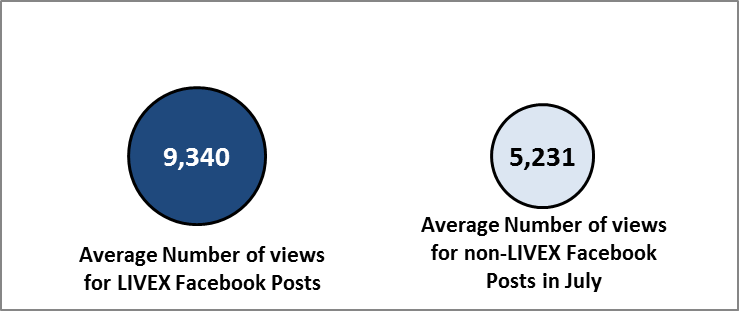 9,340
Average Number of views
for LIVEX Facebook Posts
5,231
Average Number of views
for non-LIVEX Facebook
Posts in July